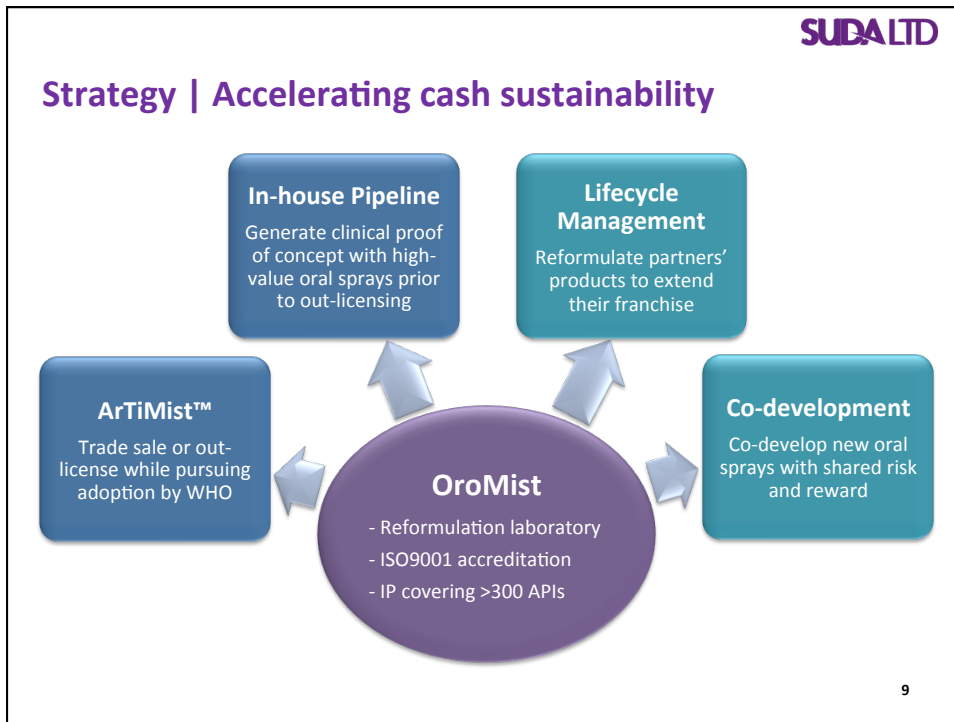 SUDA LTD
Strategy | Accelerating cash sustainability
In-house Pipeline
Generate clinical proof
of concept with high-
value oral sprays prior
to out-licensing
Lifecycle
Management
Reformulate partners’
products to extend
their franchise
ArTiMist™
Trade sale or out-
license while pursuing
adoption by WHO
Co-development
Co-develop new oral
sprays with shared risk
and reward
OroMist
- Reformulation laboratory
- ISO9001 accreditation
- IP covering >300 APIs
9